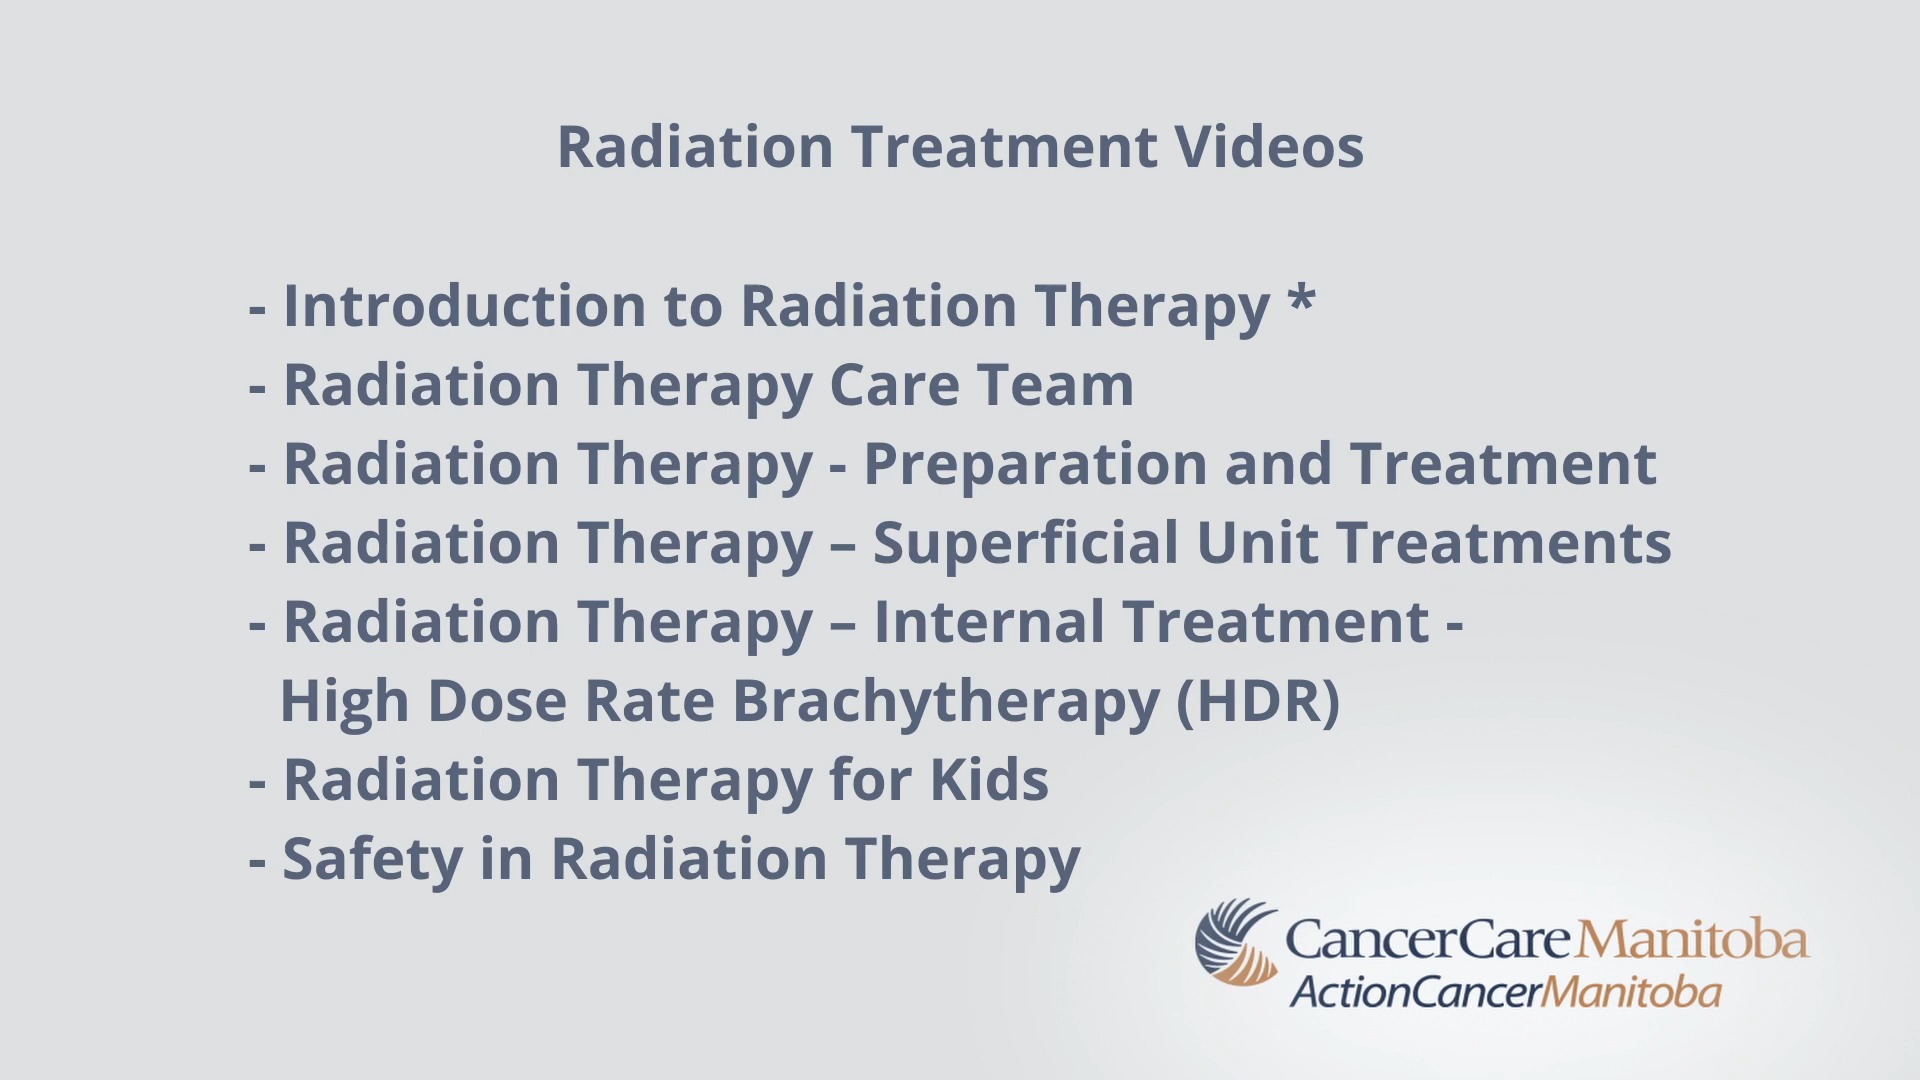 Radiation Treatment Videos
- Introduction to Radiation Therapy *
- Radiation Therapy Care Team
- Radiation Therapy - Preparation and Treatment
- Radiation Therapy – Superficial Unit Treatments
- Radiation Therapy – Internal Treatment -
High Dose Rate Brachytherapy (HDR)
- Radiation Therapy for Kids
- Safety in Radiation Therapy
CancerCare Manitoba
ActionCancerManitoba